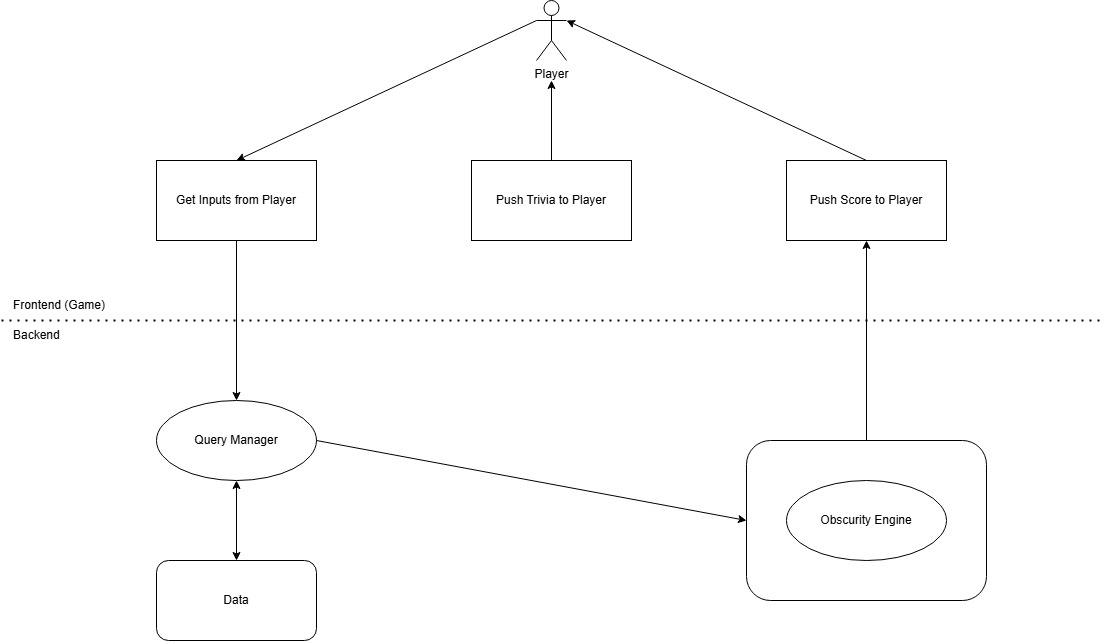 Player
Get Inputs from Player
Push Trivia to Player
Push Score to Player
Frontend (Game)
Backend
Query Manager
Obscurity Engine
Data